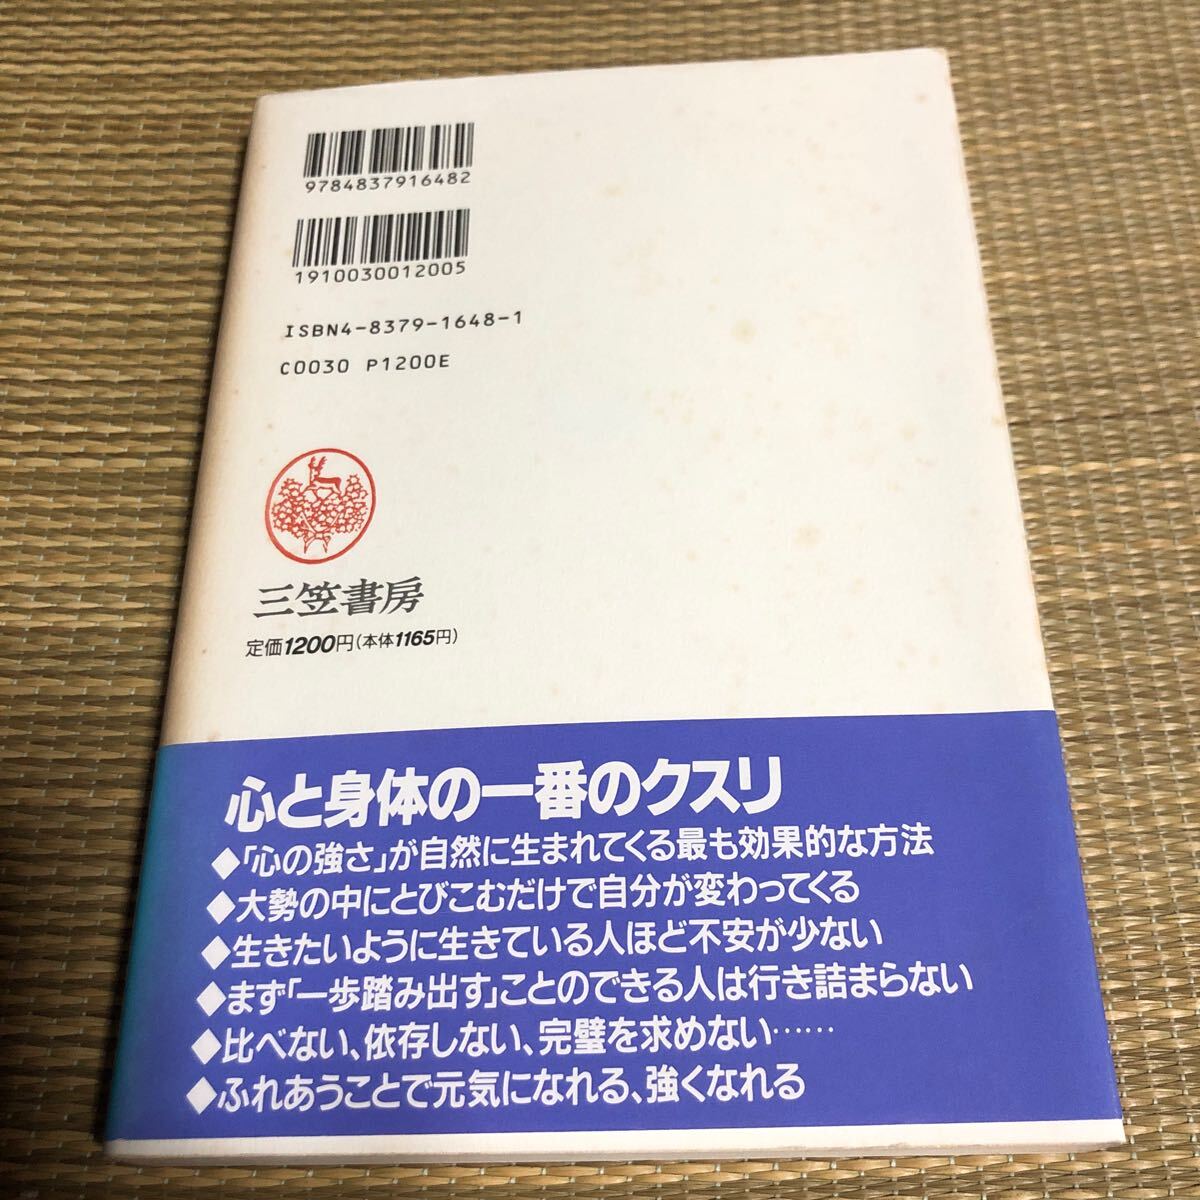 9784837916482
1910030012005
ISBN4-8379-1648-1
C0030 P1200E
三笠書房
定価1200円(本体1165円)
心と身体の一番のクスリ
◆「心の強さ」が自然に生まれてくる最も効果的な方法
◆大勢の中にとびこむだけで自分が変わってくる
◆生きたいように生きている人ほど不安が少ない
◆まず「一歩踏み出す」ことのできる人は行き詰まらない
◆比べない、依存しない、完璧を求めない……
◆ふれあうことで元気になれる、強くなれる